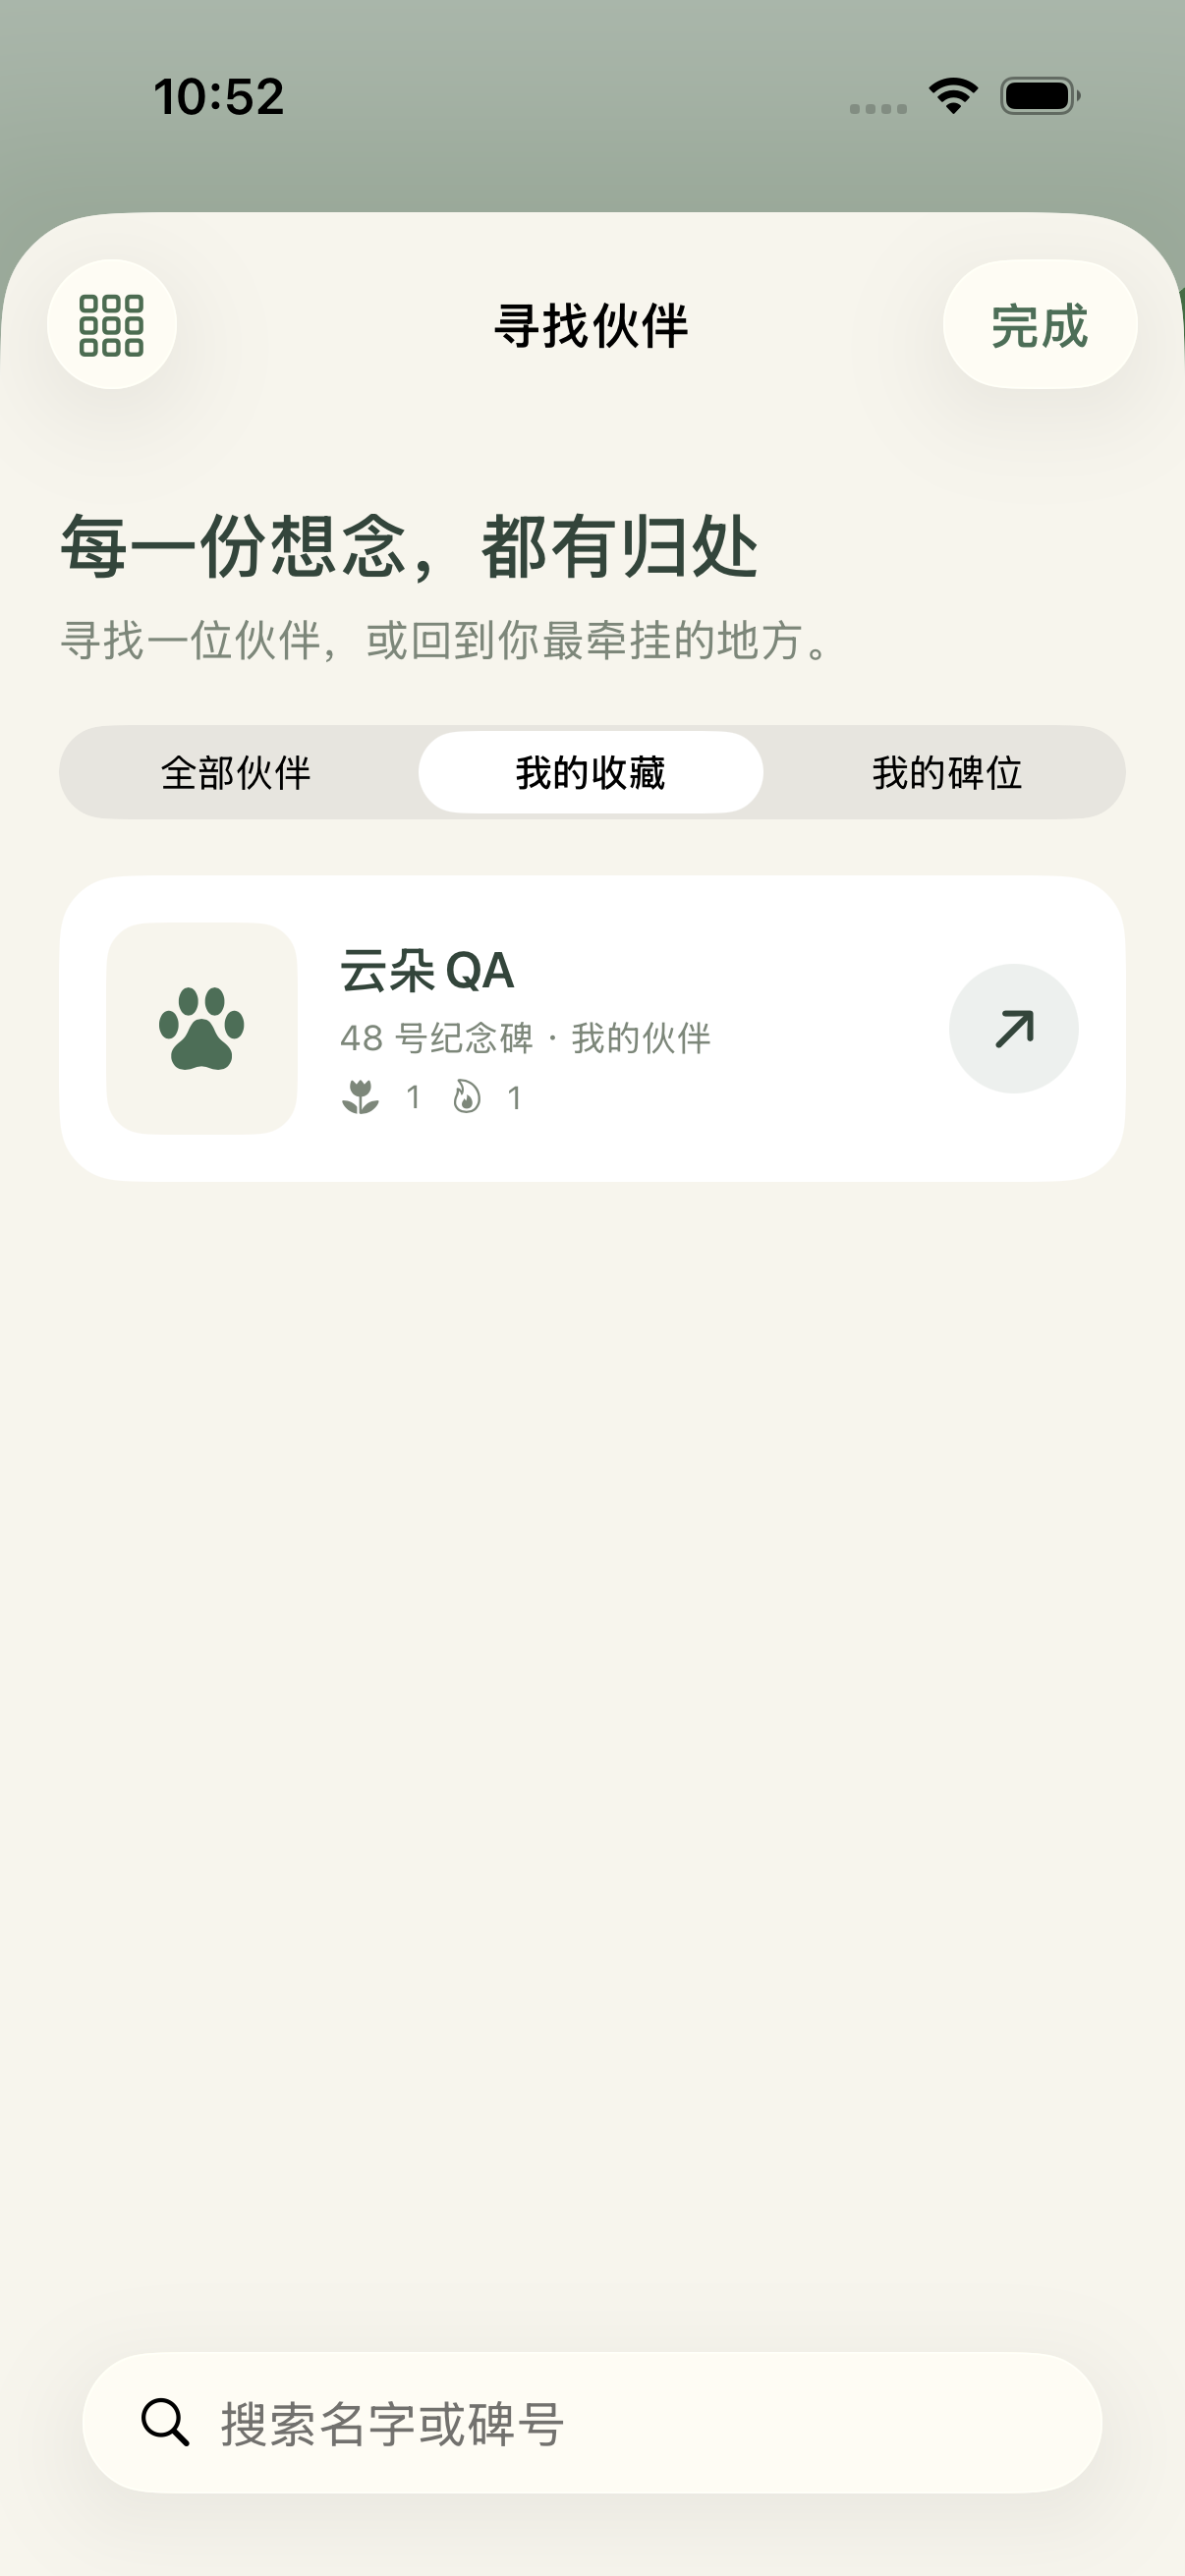 10:52
寻找伙伴
完成
每一份想念，都有归处
寻找一位伙伴，或回到你最牵挂的地方。
全部伙伴
我的收藏
我的碑位
云朵 QA
48 号纪念碑 · 我的伙伴
1 1
搜索名字或碑号